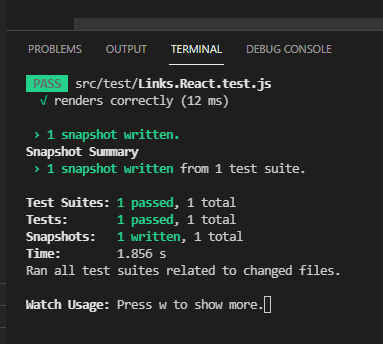 PROBLEMS OUTPUT TERMINAL DEBUG CONSOLE
PASS src/test/Links.React.test.js
√ renders correctly (12 ms)
› 1 snapshot written.
Snapshot Summary
› 1 snapshot written from 1 test suite.
Test Suites: 1 passed, 1 total
Tests: 1 passed, 1 total
Snapshots: 1 written, 1 total
Time: 1.856 s
Ran all test suites related to changed files.
Watch Usage: Press w to show more.